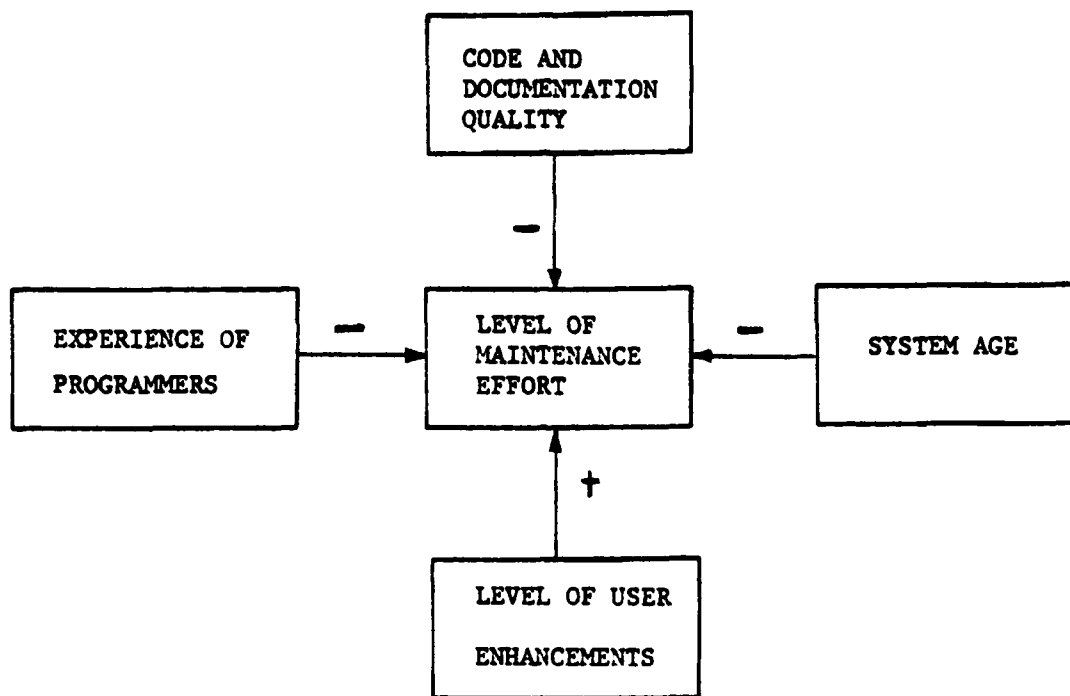 CODE AND
DOCUMENTATION
QUALITY
−
EXPERIENCE OF
PROGRAMMERS
−
LEVEL OF
MAINTENANCE
EFFORT
−
SYSTEM AGE
+
LEVEL OF USER
ENHANCEMENTS